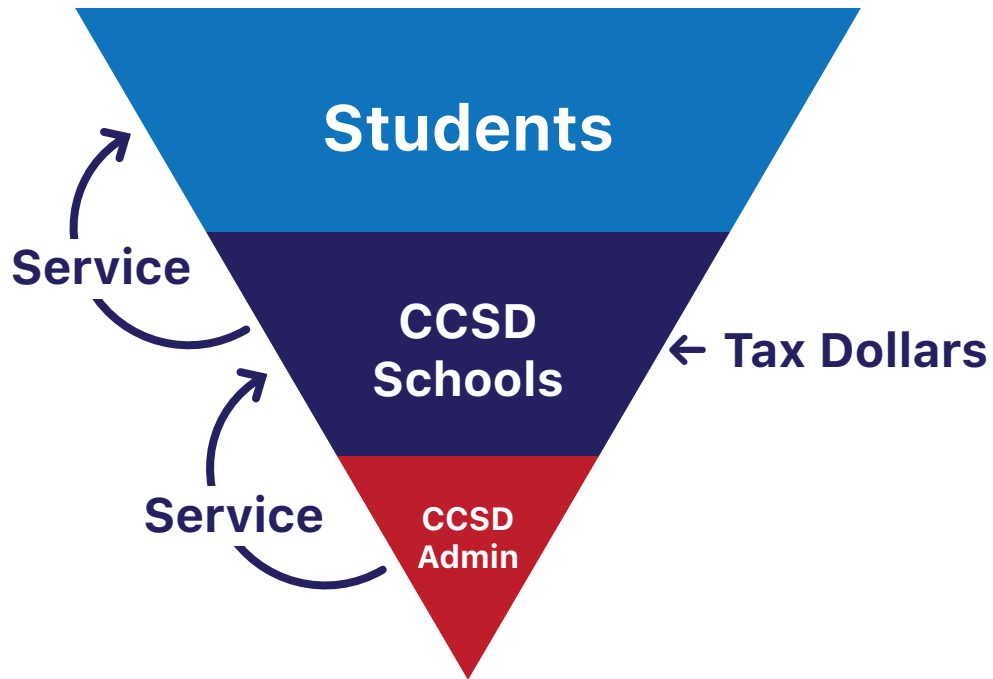 Students
Service
CCSD
Schools
Tax Dollars
Service
CCSD
Admin